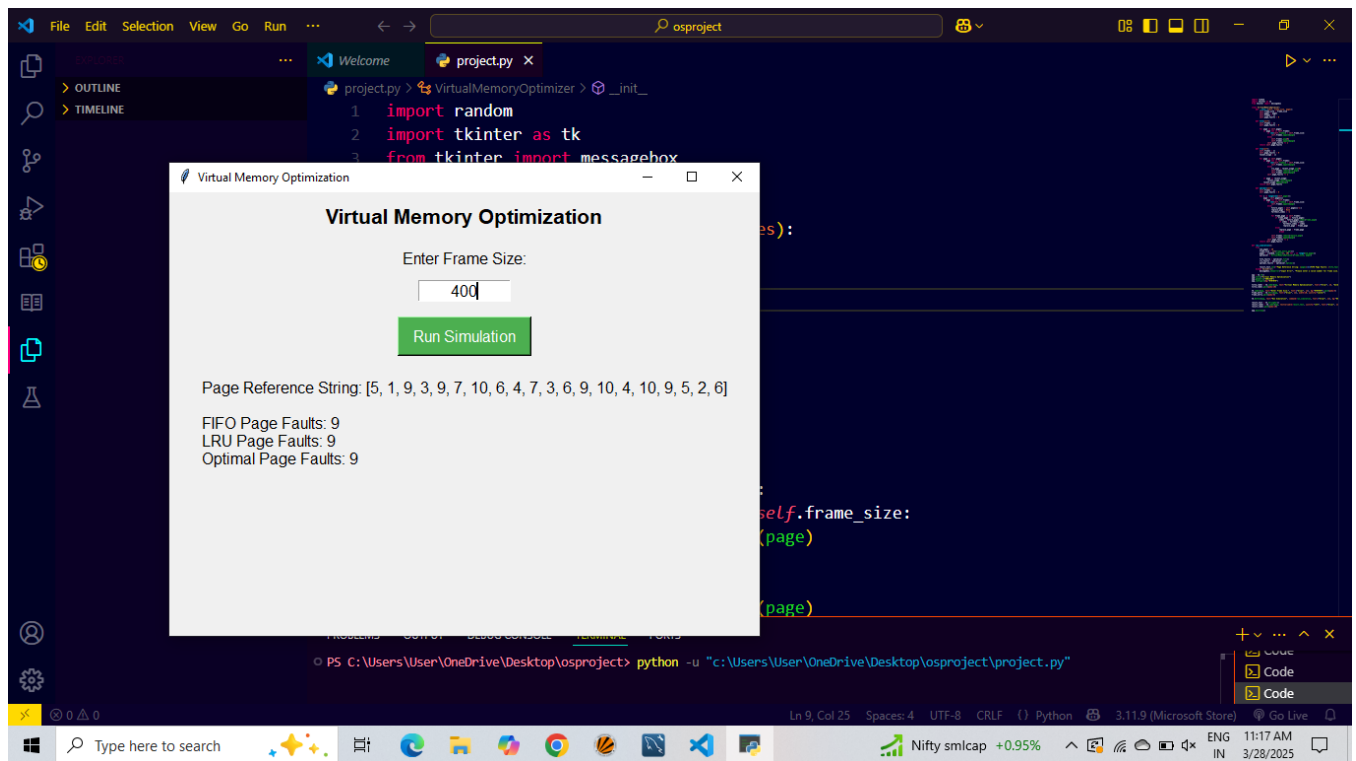 File Edit Selection View Go Run ··· osproject
EXPLORER ···
OUTLINE
TIMELINE
Welcome project.py
project.py > VirtualMemoryOptimizer > __init__
1 import random
2 import tkinter as tk
3 from tkinter import messagebox
es):
Virtual Memory Optimization
Virtual Memory Optimization
Enter Frame Size:
400
Run Simulation
Page Reference String: [5, 1, 9, 3, 9, 7, 10, 6, 4, 7, 3, 6, 9, 10, 4, 10, 9, 5, 2, 6]
FIFO Page Faults: 9
LRU Page Faults: 9
Optimal Page Faults: 9
:
self.frame_size:
(page)
(page)
PROBLEMS OUTPUT DEBUG CONSOLE TERMINAL PORTS
PS C:\Users\User\OneDrive\Desktop\osproject> python -u "c:\Users\User\OneDrive\Desktop\osproject\project.py"
Code
Code
Code
0 0 Ln 9, Col 25 Spaces: 4 UTF-8 CRLF {} Python 3.11.9 (Microsoft Store) Go Live
Type here to search Nifty smlcap +0.95% ENG 11:17 AM
IN 3/28/2025